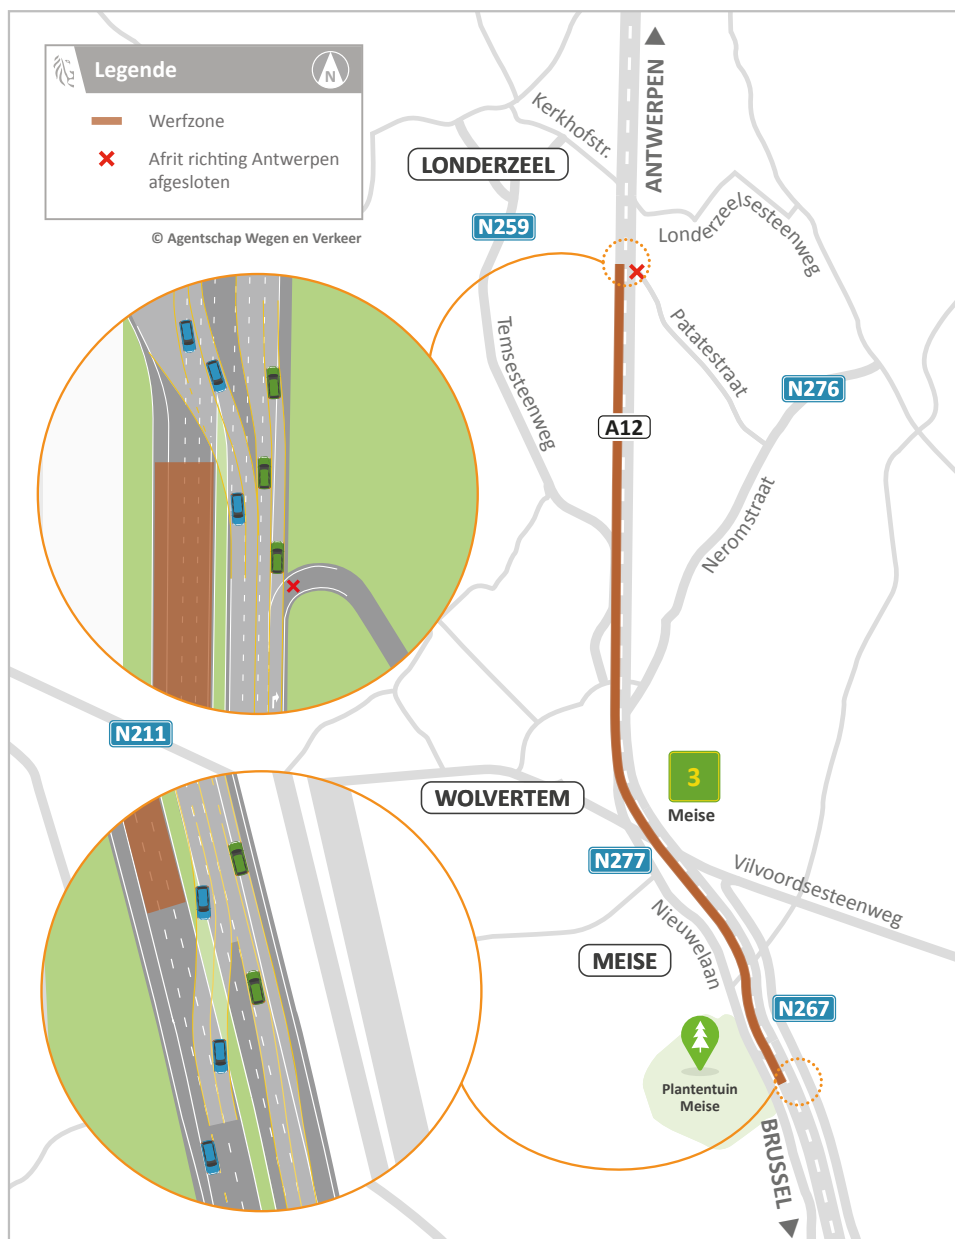 Legende
N
Werfzone
Afrit richting Antwerpen
afgesloten
© Agentschap Wegen en Verkeer
ANTWERPEN
Kerkhofstr.
LONDERZEEL
N259
Londerzeelsesteenweg
Temsesteenweg
Patatestraat
N276
A12
Neromstraat
N211
3
Meise
WOLVERTEM
N277
Vilvoordsesteenweg
Nieuwelaan
MEISE
N267
Plantentuin
Meise
BRUSSEL